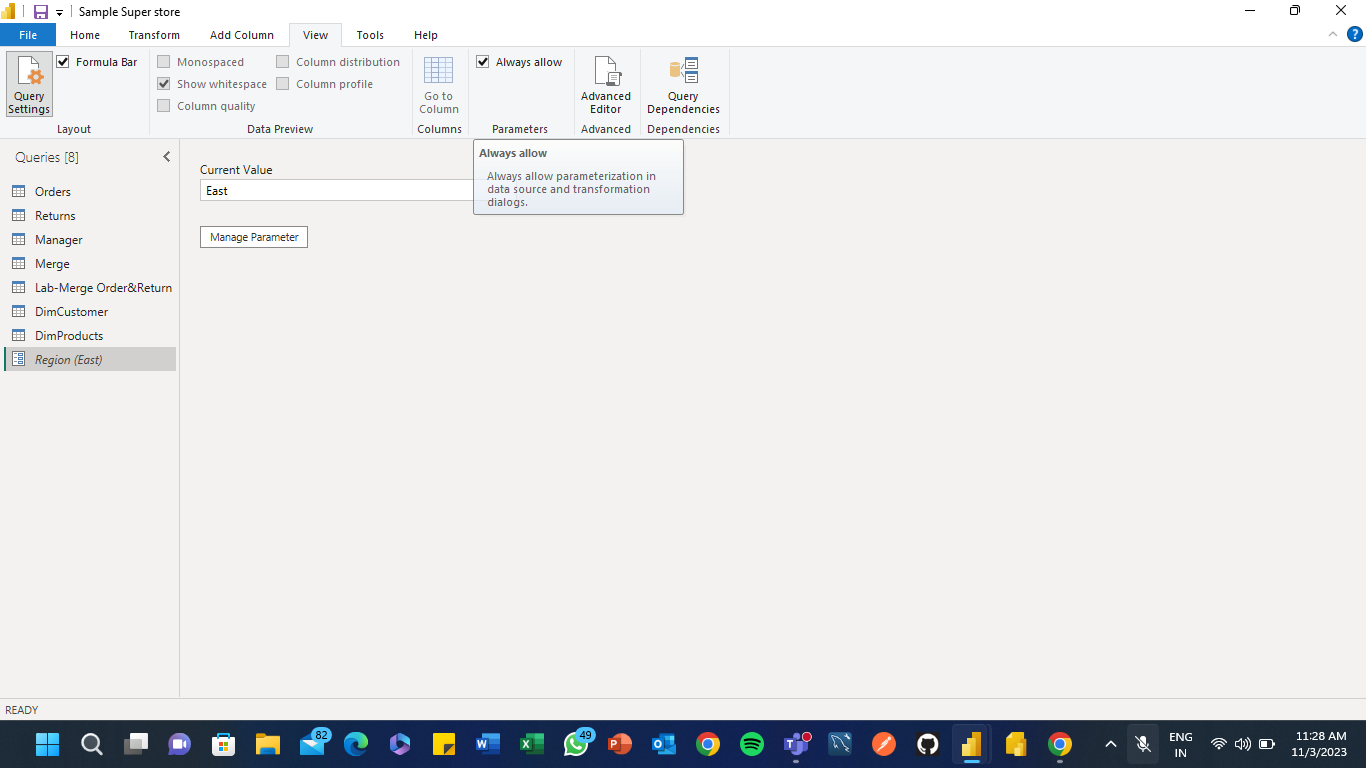 Sample Super store
File Home Transform Add Column View Tools Help
Query Settings
Formula Bar
Layout
Monospaced
Show whitespace
Column quality
Column distribution
Column profile
Data Preview
Go to Column
Columns
Always allow
Parameters
Advanced Editor
Advanced
Query Dependencies
Dependencies
Queries [8]
Orders
Returns
Manager
Merge
Lab-Merge Order&Return
DimCustomer
DimProducts
Region (East)
Current Value
East
Manage Parameter
Always allow
Always allow parameterization in
data source and transformation
dialogs.
READY
82
49
ENG
IN
11:28 AM
11/3/2023